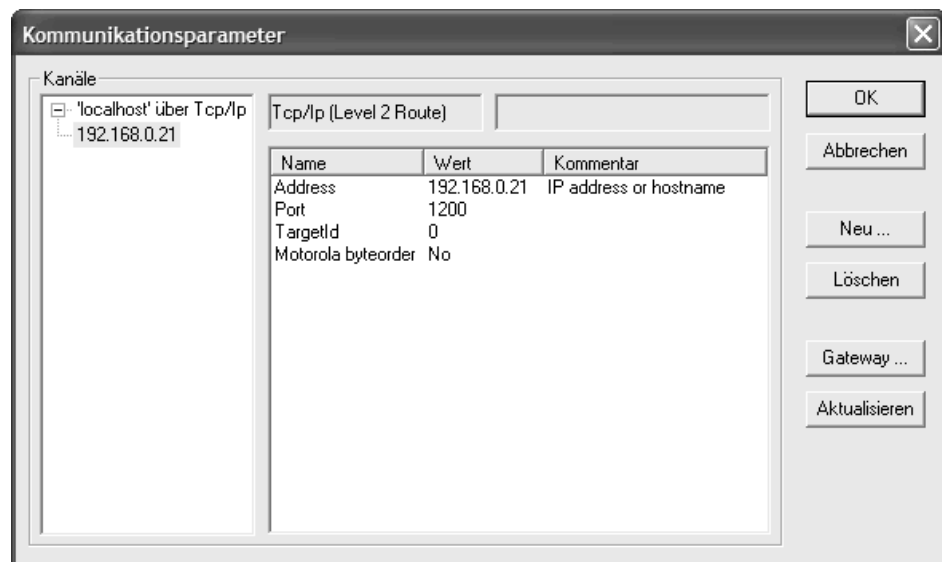 Kommunikationsparameter
Kanäle
'localhost' über Tcp/Ip
192.168.0.21
Tcp/Ip (Level 2 Route)
Name Wert Kommentar
Address 192.168.0.21 IP address or hostname
Port 1200
TargetId 0
Motorola byteorder No
OK
Abbrechen
Neu ...
Löschen
Gateway ...
Aktualisieren